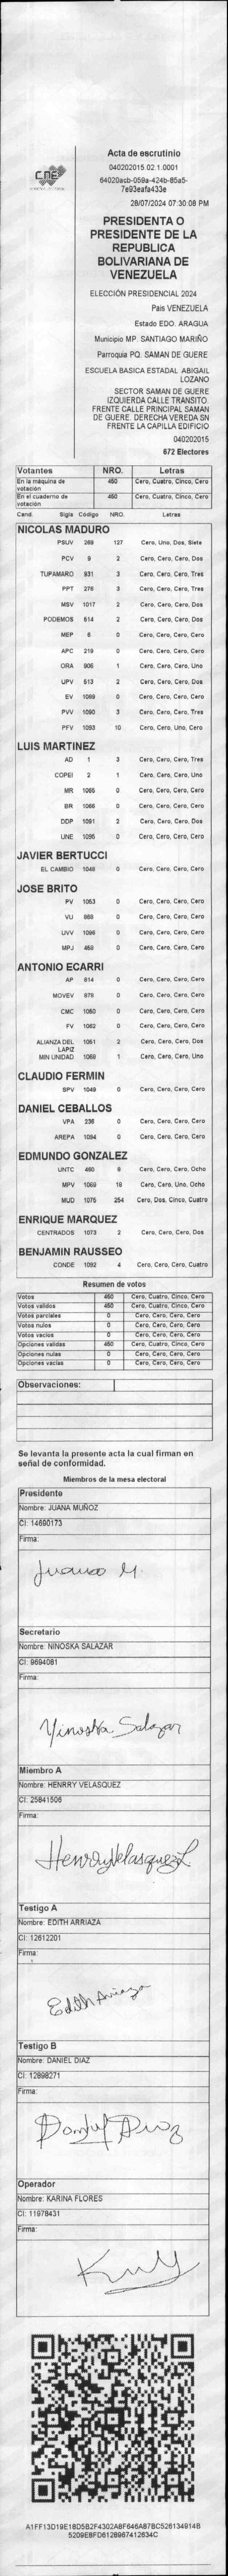 CNE
Acta de escrutinio
040202015.02.1.0001
64020acb-059a-424b-85a5-
7e93eafa433e
28/07/2024 07:30:08 PM
PRESIDENTA O
PRESIDENTE DE LA
REPUBLICA
BOLIVARIANA DE
VENEZUELA
ELECCIÓN PRESIDENCIAL 2024
País VENEZUELA
Estado EDO. ARAGUA
Municipio MP. SANTIAGO MARIÑO
Parroquia PQ. SAMAN DE GUERE
ESCUELA BASICA ESTADAL ABIGAIL
LOZANO
SECTOR SAMAN DE GUERE
IZQUIERDA CALLE TRANSITO.
FRENTE CALLE PRINCIPAL SAMAN
DE GUERE. DERECHA VEREDA SN
FRENTE LA CAPILLA EDIFICIO
040202015
672 Electores
Votantes NRO. Letras
En la máquina de votación 460 Cero, Cuatro, Cinco, Cero
En el cuaderno de votación 450 Cero, Cuatro, Cinco, Cero
Cand. Sigla Código NRO. Letras
NICOLAS MADURO
PSUV 269 127 Cero, Uno, Dos, Siete
PCV 9 2 Cero, Cero, Cero, Dos
TUPAMARO 931 3 Cero, Cero, Cero, Tres
PPT 276 3 Cero, Cero, Cero, Tres
MSV 1017 2 Cero, Cero, Cero, Dos
PODEMOS 514 2 Cero, Cero, Cero, Dos
MEP 6 0 Cero, Cero, Cero, Cero
APC 219 0 Cero, Cero, Cero, Cero
ORA 906 1 Cero, Cero, Cero, Uno
UPV 513 2 Cero, Cero, Cero, Dos
EV 1089 0 Cero, Cero, Cero, Cero
PVV 1090 3 Cero, Cero, Cero, Tres
PFV 1093 10 Cero, Cero, Uno, Cero
LUIS MARTINEZ
AD 1 3 Cero, Cero, Cero, Tres
COPEI 2 1 Cero, Cero, Cero, Uno
MR 1065 0 Cero, Cero, Cero, Cero
BR 1066 0 Cero, Cero, Cero, Cero
DDP 1091 2 Cero, Cero, Cero, Dos
UNE 1095 0 Cero, Cero, Cero, Cero
JAVIER BERTUCCI
EL CAMBIO 1048 0 Cero, Cero, Cero, Cero
JOSE BRITO
PV 1053 0 Cero, Cero, Cero, Cero
VU 868 0 Cero, Cero, Cero, Cero
UVV 1096 0 Cero, Cero, Cero, Cero
MPJ 458 0 Cero, Cero, Cero, Cero
ANTONIO ECARRI
AP 814 0 Cero, Cero, Cero, Cero
MOVEV 878 0 Cero, Cero, Cero, Cero
CMC 1050 0 Cero, Cero, Cero, Cero
FV 1062 0 Cero, Cero, Cero, Cero
ALIANZA DEL LAPIZ 1051 2 Cero, Cero, Cero, Dos
MIN UNIDAD 1068 1 Cero, Cero, Cero, Uno
CLAUDIO FERMIN
SPV 1049 0 Cero, Cero, Cero, Cero
DANIEL CEBALLOS
VPA 236 0 Cero, Cero, Cero, Cero
AREPA 1094 0 Cero, Cero, Cero, Cero
EDMUNDO GONZALEZ
UNTC 460 8 Cero, Cero, Cero, Ocho
MPV 1069 18 Cero, Cero, Uno, Ocho
MUD 1075 254 Cero, Dos, Cinco, Cuatro
ENRIQUE MARQUEZ
CENTRADOS 1073 2 Cero, Cero, Cero, Dos
BENJAMIN RAUSSEO
CONDE 1092 4 Cero, Cero, Cero, Cuatro
Resumen de votos
Votos 450 Cero, Cuatro, Cinco, Cero
Votos validos 450 Cero, Cuatro, Cinco, Cero
Votos parciales 0 Cero, Cero, Cero, Cero
Votos nulos 0 Cero, Cero, Cero, Cero
Votos vacíos 0 Cero, Cero, Cero, Cero
Opciones validas 450 Cero, Cuatro, Cinco, Cero
Opciones nulas 0 Cero, Cero, Cero, Cero
Opciones vacías 0 Cero, Cero, Cero, Cero
Observaciones:
Se levanta la presente acta la cual firman en
señal de conformidad.
Miembros de la mesa electoral
Presidente
Nombre: JUANA MUÑOZ
CI: 14690173
Firma:
Juana M.
Secretario
Nombre: NINOSKA SALAZAR
CI: 9694081
Firma:
Ninoska Salazar
Miembro A
Nombre: HENRRY VELASQUEZ
CI: 25841506
Firma:
Henrry Velasquez
Testigo A
Nombre: EDITH ARRIAZA
CI: 12612201
Firma:
Edith Arriaza
Testigo B
Nombre: DANIEL DIAZ
CI: 12898271
Firma:
Daniel Diaz
Operador
Nombre: KARINA FLORES
CI: 11978431
Firma:
A1FF13D19E18D5B2F4302A8F646A87BC526134914B
5209E8FD6128967412634C